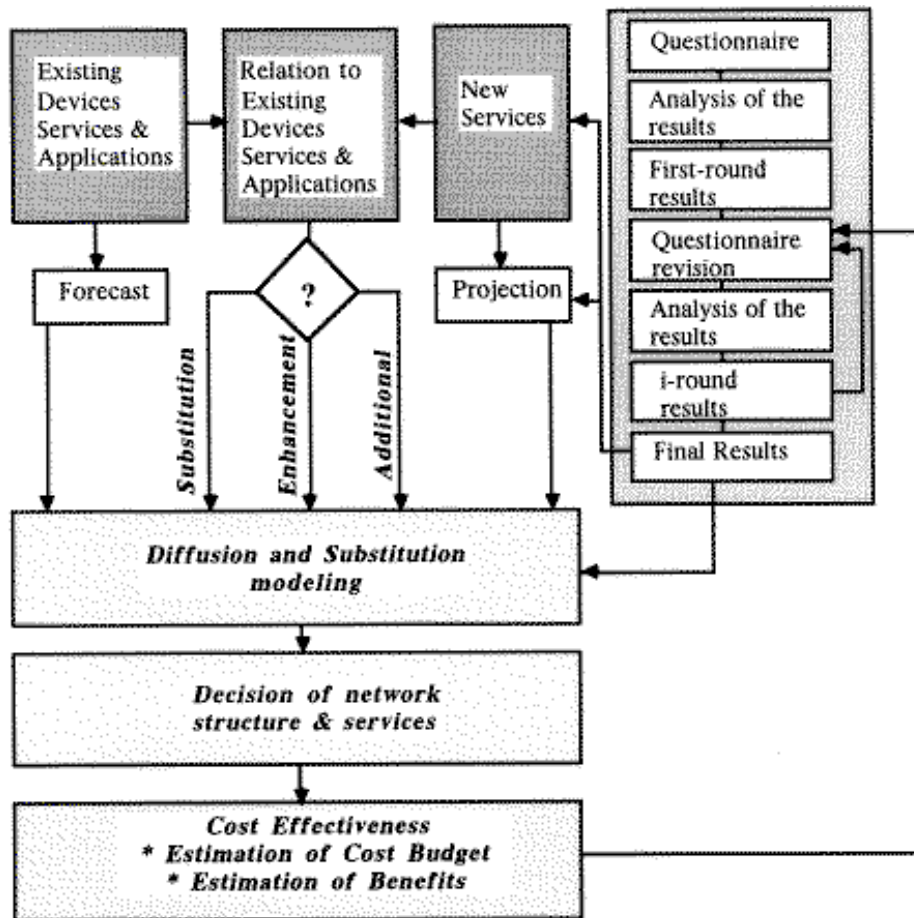 Existing
Devices
Services &
Applications
Relation to
Existing
Devices
Services &
Applications
New
Services
Questionnaire
Analysis of the
results
First-round
results
Questionnaire
revision
Analysis of the
results
i-round
results
Final Results
Forecast
?
Projection
Substitution
Enhancement
Additional
Diffusion and Substitution
modeling
Decision of network
structure & services
Cost Effectiveness
* Estimation of Cost Budget
* Estimation of Benefits